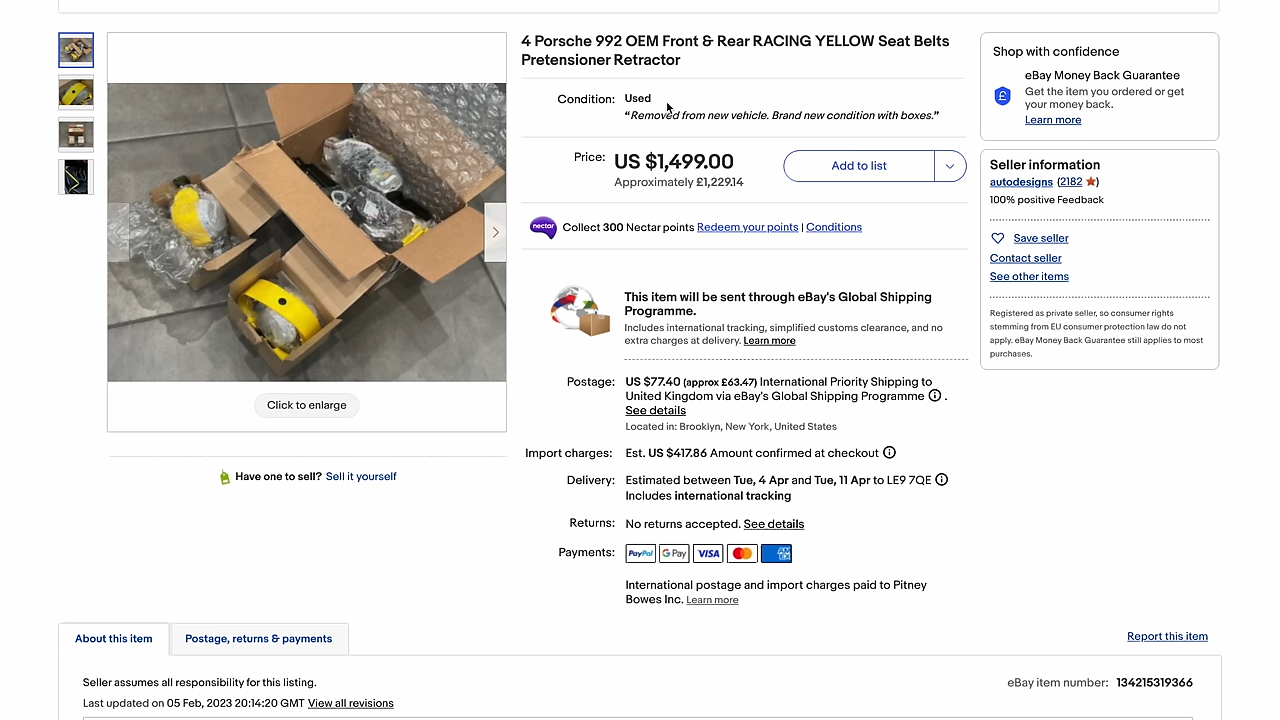 4 Porsche 992 OEM Front & Rear RACING YELLOW Seat Belts
Pretensioner Retractor
Condition: Used
“Removed from new vehicle. Brand new condition with boxes.”
Price: US $1,499.00
Approximately £1,229.14
Add to list
nectar Collect 300 Nectar points Redeem your points | Conditions
This item will be sent through eBay's Global Shipping
Programme.
Includes international tracking, simplified customs clearance, and no
extra charges at delivery. Learn more
Postage: US $77.40 (approx £63.47) International Priority Shipping to
United Kingdom via eBay's Global Shipping Programme .
See details
Located in: Brooklyn, New York, United States
Import charges: Est. US $417.86 Amount confirmed at checkout
Delivery: Estimated between Tue, 4 Apr and Tue, 11 Apr to LE9 7QE
Includes international tracking
Returns: No returns accepted. See details
Payments: PayPal G Pay VISA AMEX
International postage and import charges paid to Pitney
Bowes Inc. Learn more
Click to enlarge
Have one to sell? Sell it yourself
Shop with confidence
eBay Money Back Guarantee
Get the item you ordered or get
your money back.
Learn more
Seller information
autodesigns (2182 ★)
100% positive Feedback
Save seller
Contact seller
See other items
Registered as private seller, so consumer rights
stemming from EU consumer protection law do not
apply. eBay Money Back Guarantee still applies to most
purchases.
About this item
Postage, returns & payments
Report this item
Seller assumes all responsibility for this listing.
Last updated on 05 Feb, 2023 20:14:20 GMT View all revisions
eBay item number: 134215319366